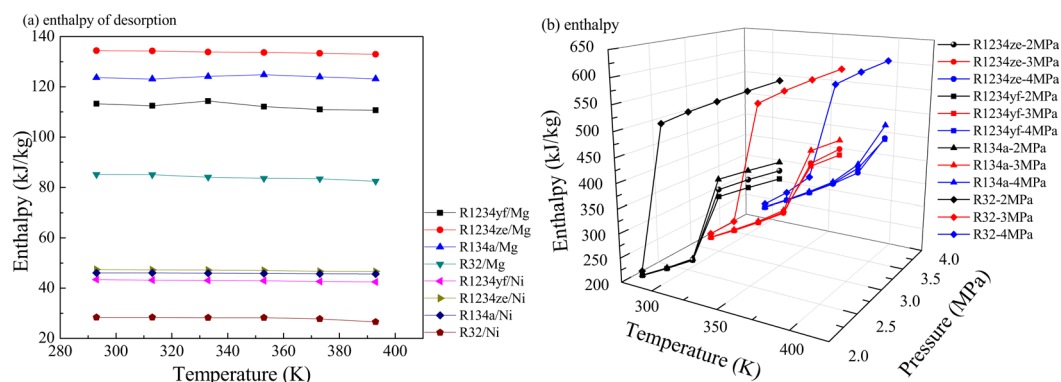 (a) enthalpy of desorption
140
120
100
80
60
40
20
280
300
320
340
360
380
400
Enthalpy (kJ/kg)
Temperature (K)
R1234yf/Mg
R1234ze/Mg
R134a/Mg
R32/Mg
R1234yf/Ni
R1234ze/Ni
R134a/Ni
R32/Ni
(b) enthalpy
650
600
550
500
450
400
350
300
250
200
Enthalpy (kJ/kg)
300
350
400
Temperature (K)
2.0
2.5
3.0
3.5
4.0
Pressure (MPa)
R1234ze-2MPa
R1234ze-3MPa
R1234ze-4MPa
R1234yf-2MPa
R1234yf-3MPa
R1234yf-4MPa
R134a-2MPa
R134a-3MPa
R134a-4MPa
R32-2MPa
R32-3MPa
R32-4MPa